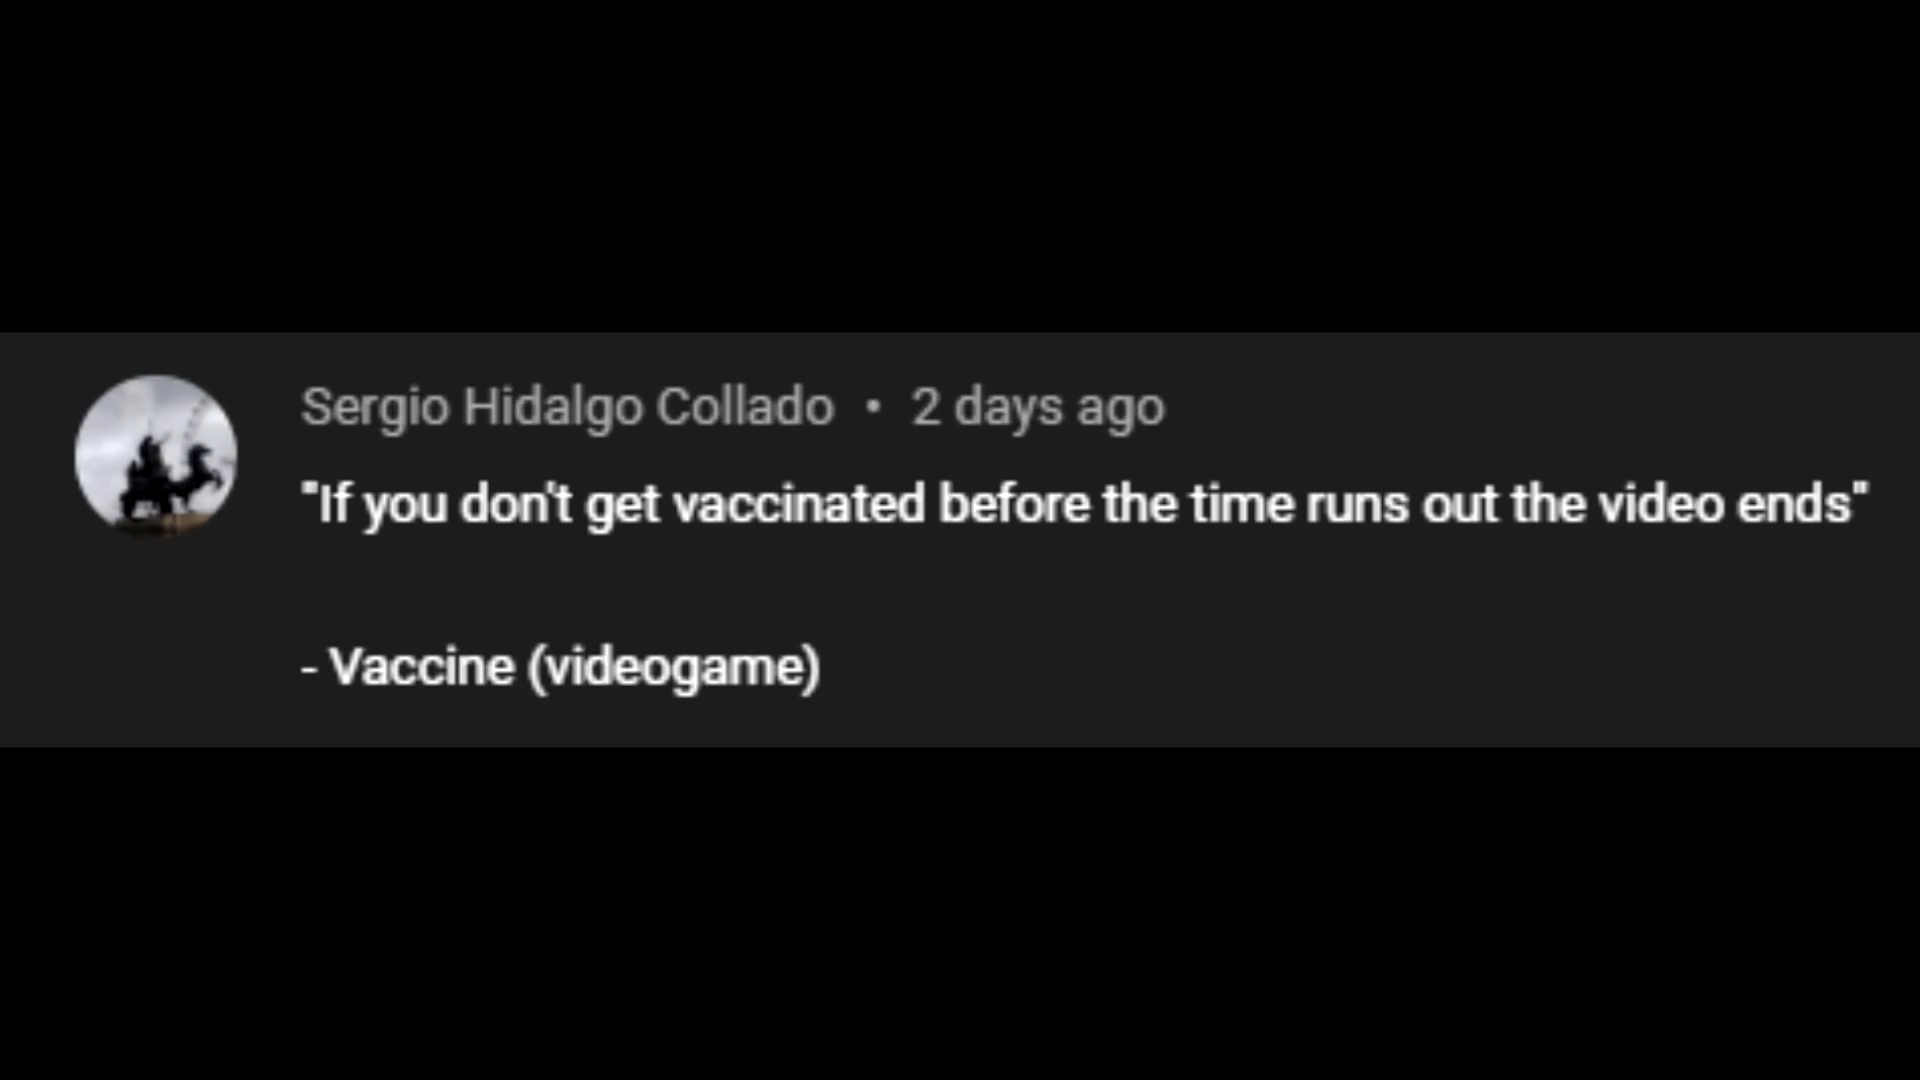 Sergio Hidalgo Collado • 2 days ago
"If you don't get vaccinated before the time runs out the video ends"
- Vaccine (videogame)